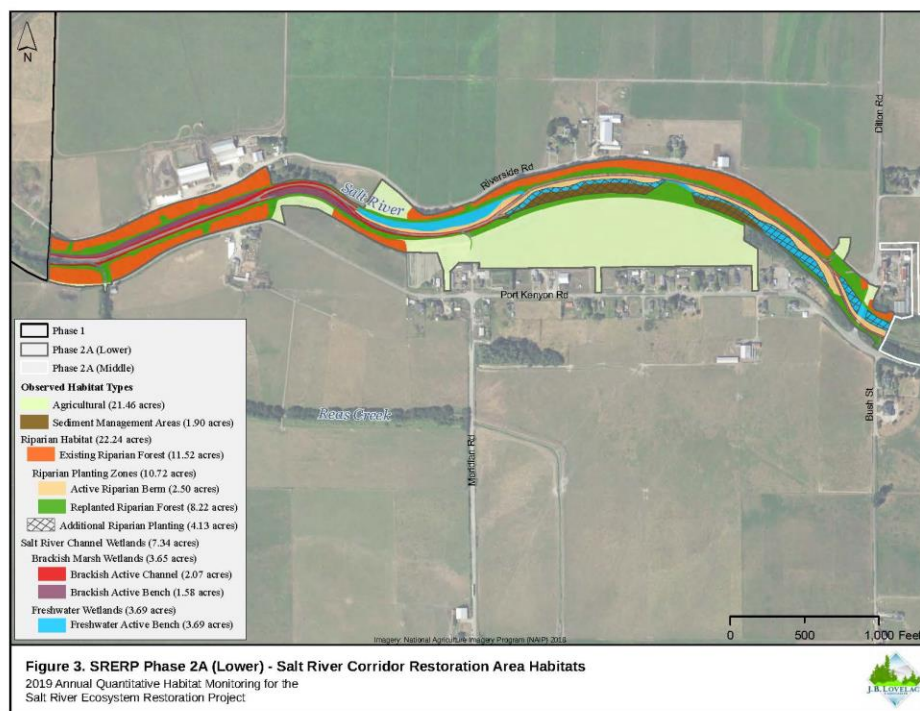 N
Ditton Rd
Riverside Rd
Salt River
Port Kenyon Rd
Phase 1
Phase 2A (Lower)
Phase 2A (Middle)
Observed Habitat Types
Agricultural (21.46 acres)
Sediment Management Areas (1.90 acres)
Riparian Habitat (22.24 acres)
Existing Riparian Forest (11.52 acres)
Riparian Planting Zones (10.72 acres)
Active Riparian Berm (2.50 acres)
Replanted Riparian Forest (8.22 acres)
Additional Riparian Planting (4.13 acres)
Salt River Channel Wetlands (7.34 acres)
Brackish Marsh Wetlands (3.65 acres)
Brackish Active Channel (2.07 acres)
Brackish Active Bench (1.58 acres)
Freshwater Wetlands (3.69 acres)
Freshwater Active Bench (3.69 acres)
Reas Creek
Meridian Rd
Bush St
0 500 1,000 Feet
Imagery: National Agriculture Imagery Program (NAIP) 2016
Figure 3. SRERP Phase 2A (Lower) - Salt River Corridor Restoration Area Habitats
2019 Annual Quantitative Habitat Monitoring for the
Salt River Ecosystem Restoration Project